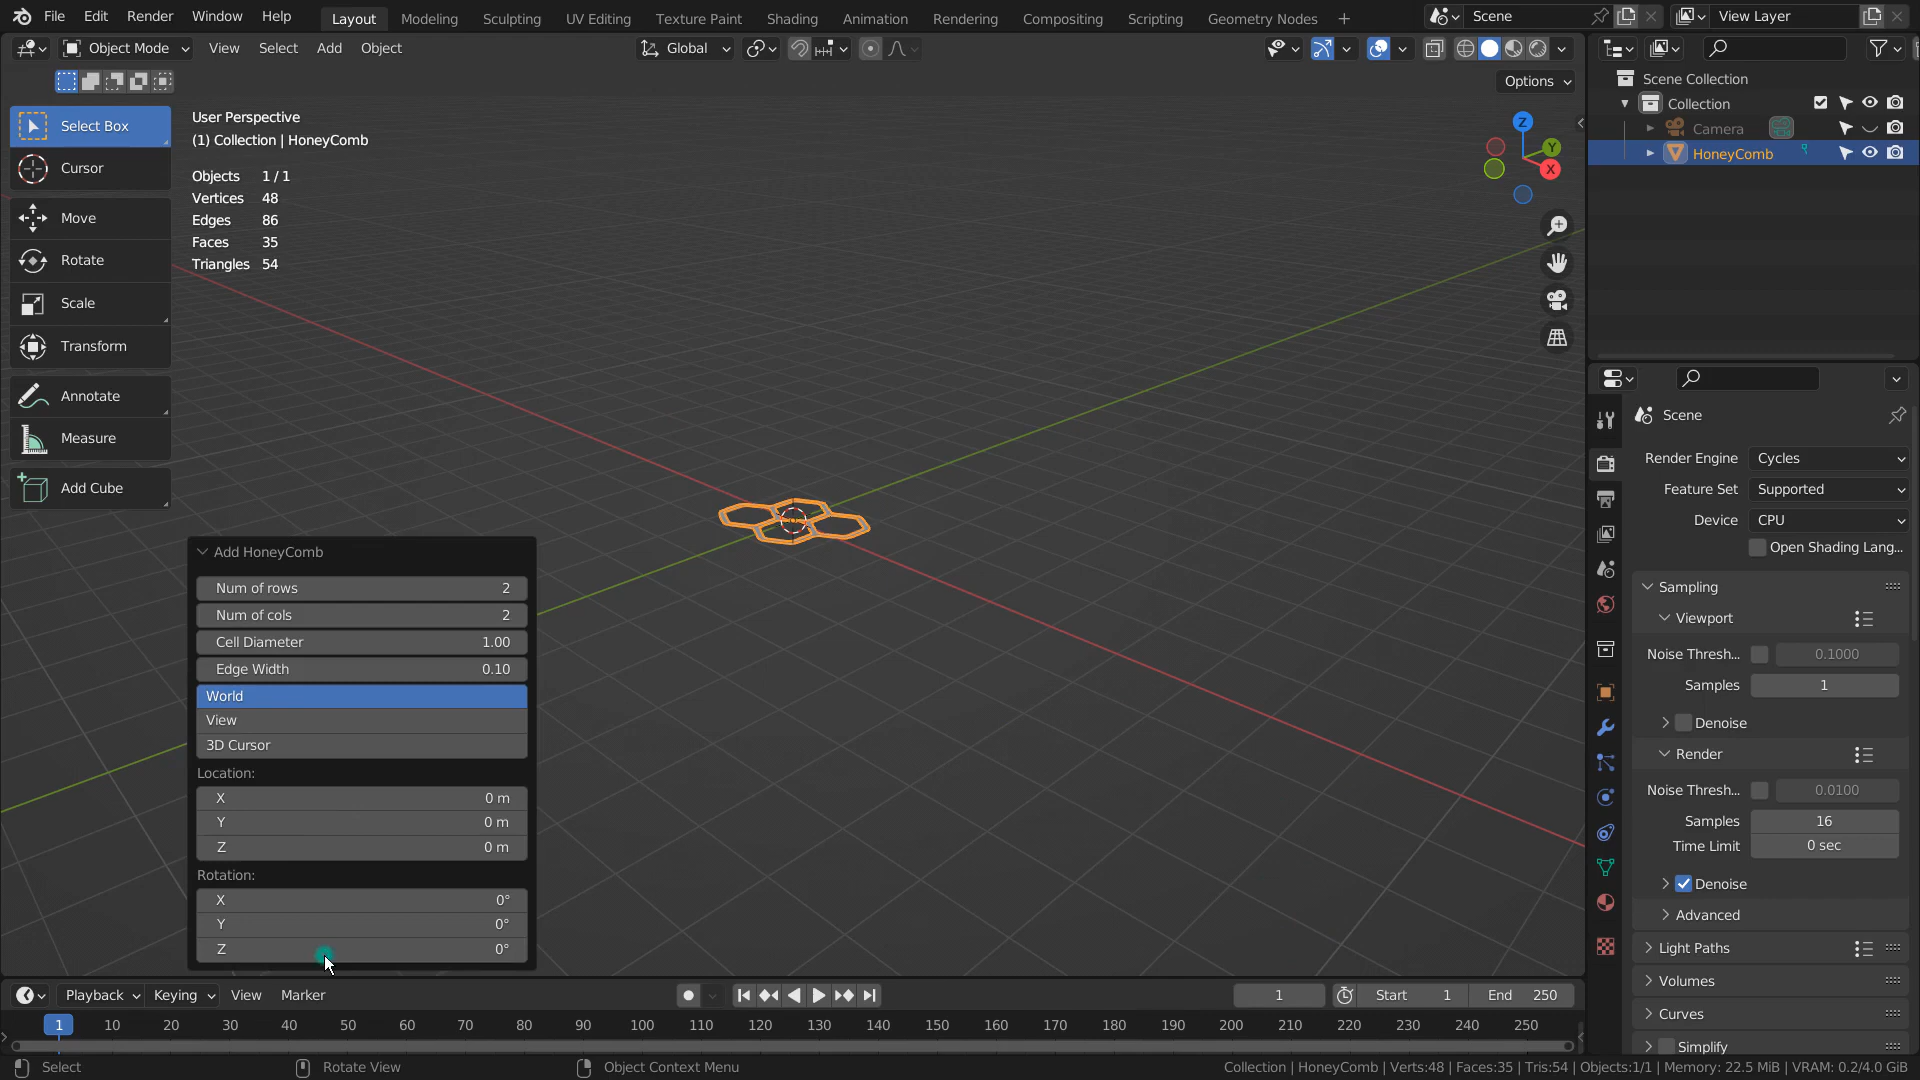 File Edit Render Window Help Layout Modeling Sculpting UV Editing Texture Paint Shading Animation Rendering Compositing Scripting Geometry Nodes + Scene View Layer
Object Mode View Select Add Object Global
Options
Select Box
Cursor
Move
Rotate
Scale
Transform
Annotate
Measure
Add Cube
User Perspective
(1) Collection | HoneyComb
Objects 1 / 1
Vertices 48
Edges 86
Faces 35
Triangles 54
Z
Y
X
Add HoneyComb
Num of rows 2
Num of cols 2
Cell Diameter 1.00
Edge Width 0.10
World
View
3D Cursor
Location:
X 0 m
Y 0 m
Z 0 m
Rotation:
X 0°
Y 0°
Z 0°
Scene Collection
Collection
Camera
HoneyComb
Scene
Render Engine Cycles
Feature Set Supported
Device CPU
Open Shading Lang...
Sampling
Viewport
Noise Thresh... 0.1000
Samples 1
Denoise
Render
Noise Thresh... 0.0100
Samples 16
Time Limit 0 sec
Denoise
Advanced
Light Paths
Volumes
Curves
Simplify
Playback Keying View Marker 1 Start 1 End 250
1 10 20 30 40 50 60 70 80 90 100 110 120 130 140 150 160 170 180 190 200 210 220 230 240 250
Select Rotate View Object Context Menu Collection | HoneyComb | Verts:48 | Faces:35 | Tris:54 | Objects:1/1 | Memory: 22.5 MiB | VRAM: 0.2/4.0 GiB